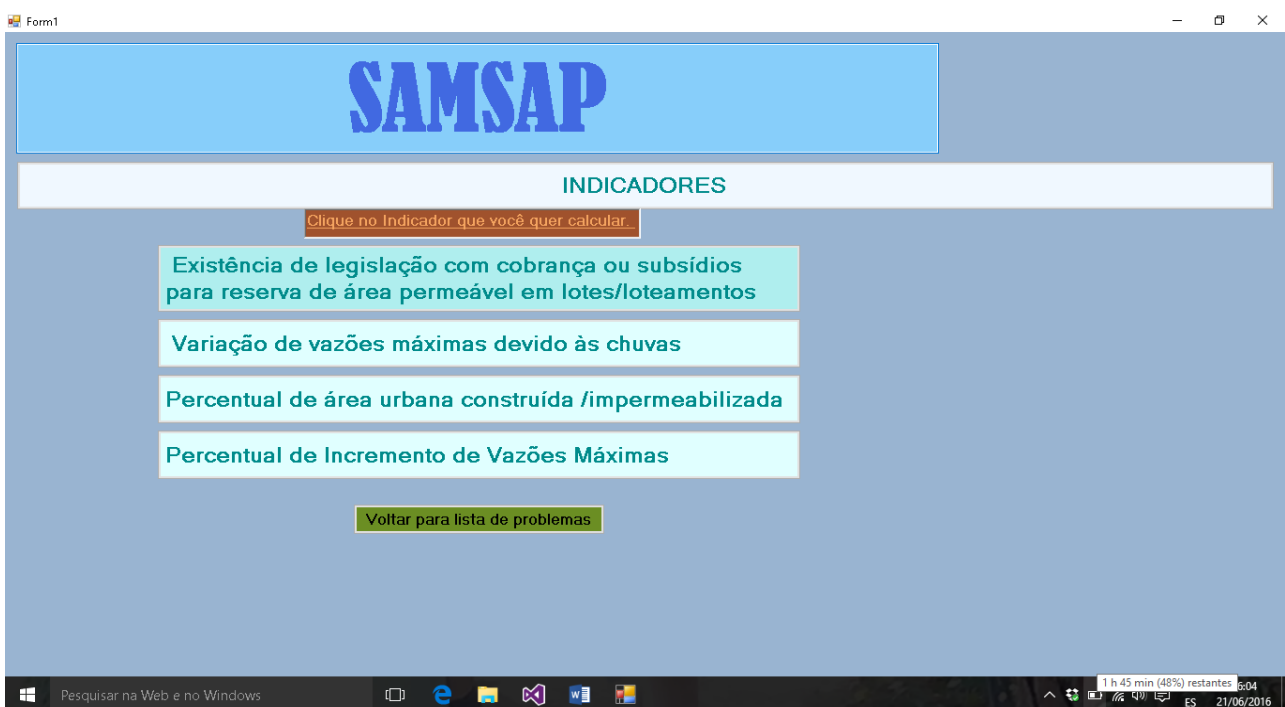 Form1
SAMSAP
INDICADORES
Clique no Indicador que você quer calcular.
Existência de legislação com cobrança ou subsídios
para reserva de área permeável em lotes/loteamentos
Variação de vazões máximas devido às chuvas
Percentual de área urbana construída /impermeabilizada
Percentual de Incremento de Vazões Máximas
Voltar para lista de problemas
Pesquisar na Web e no Windows
1 h 45 min (48%) restantes
ES
21/06/2016